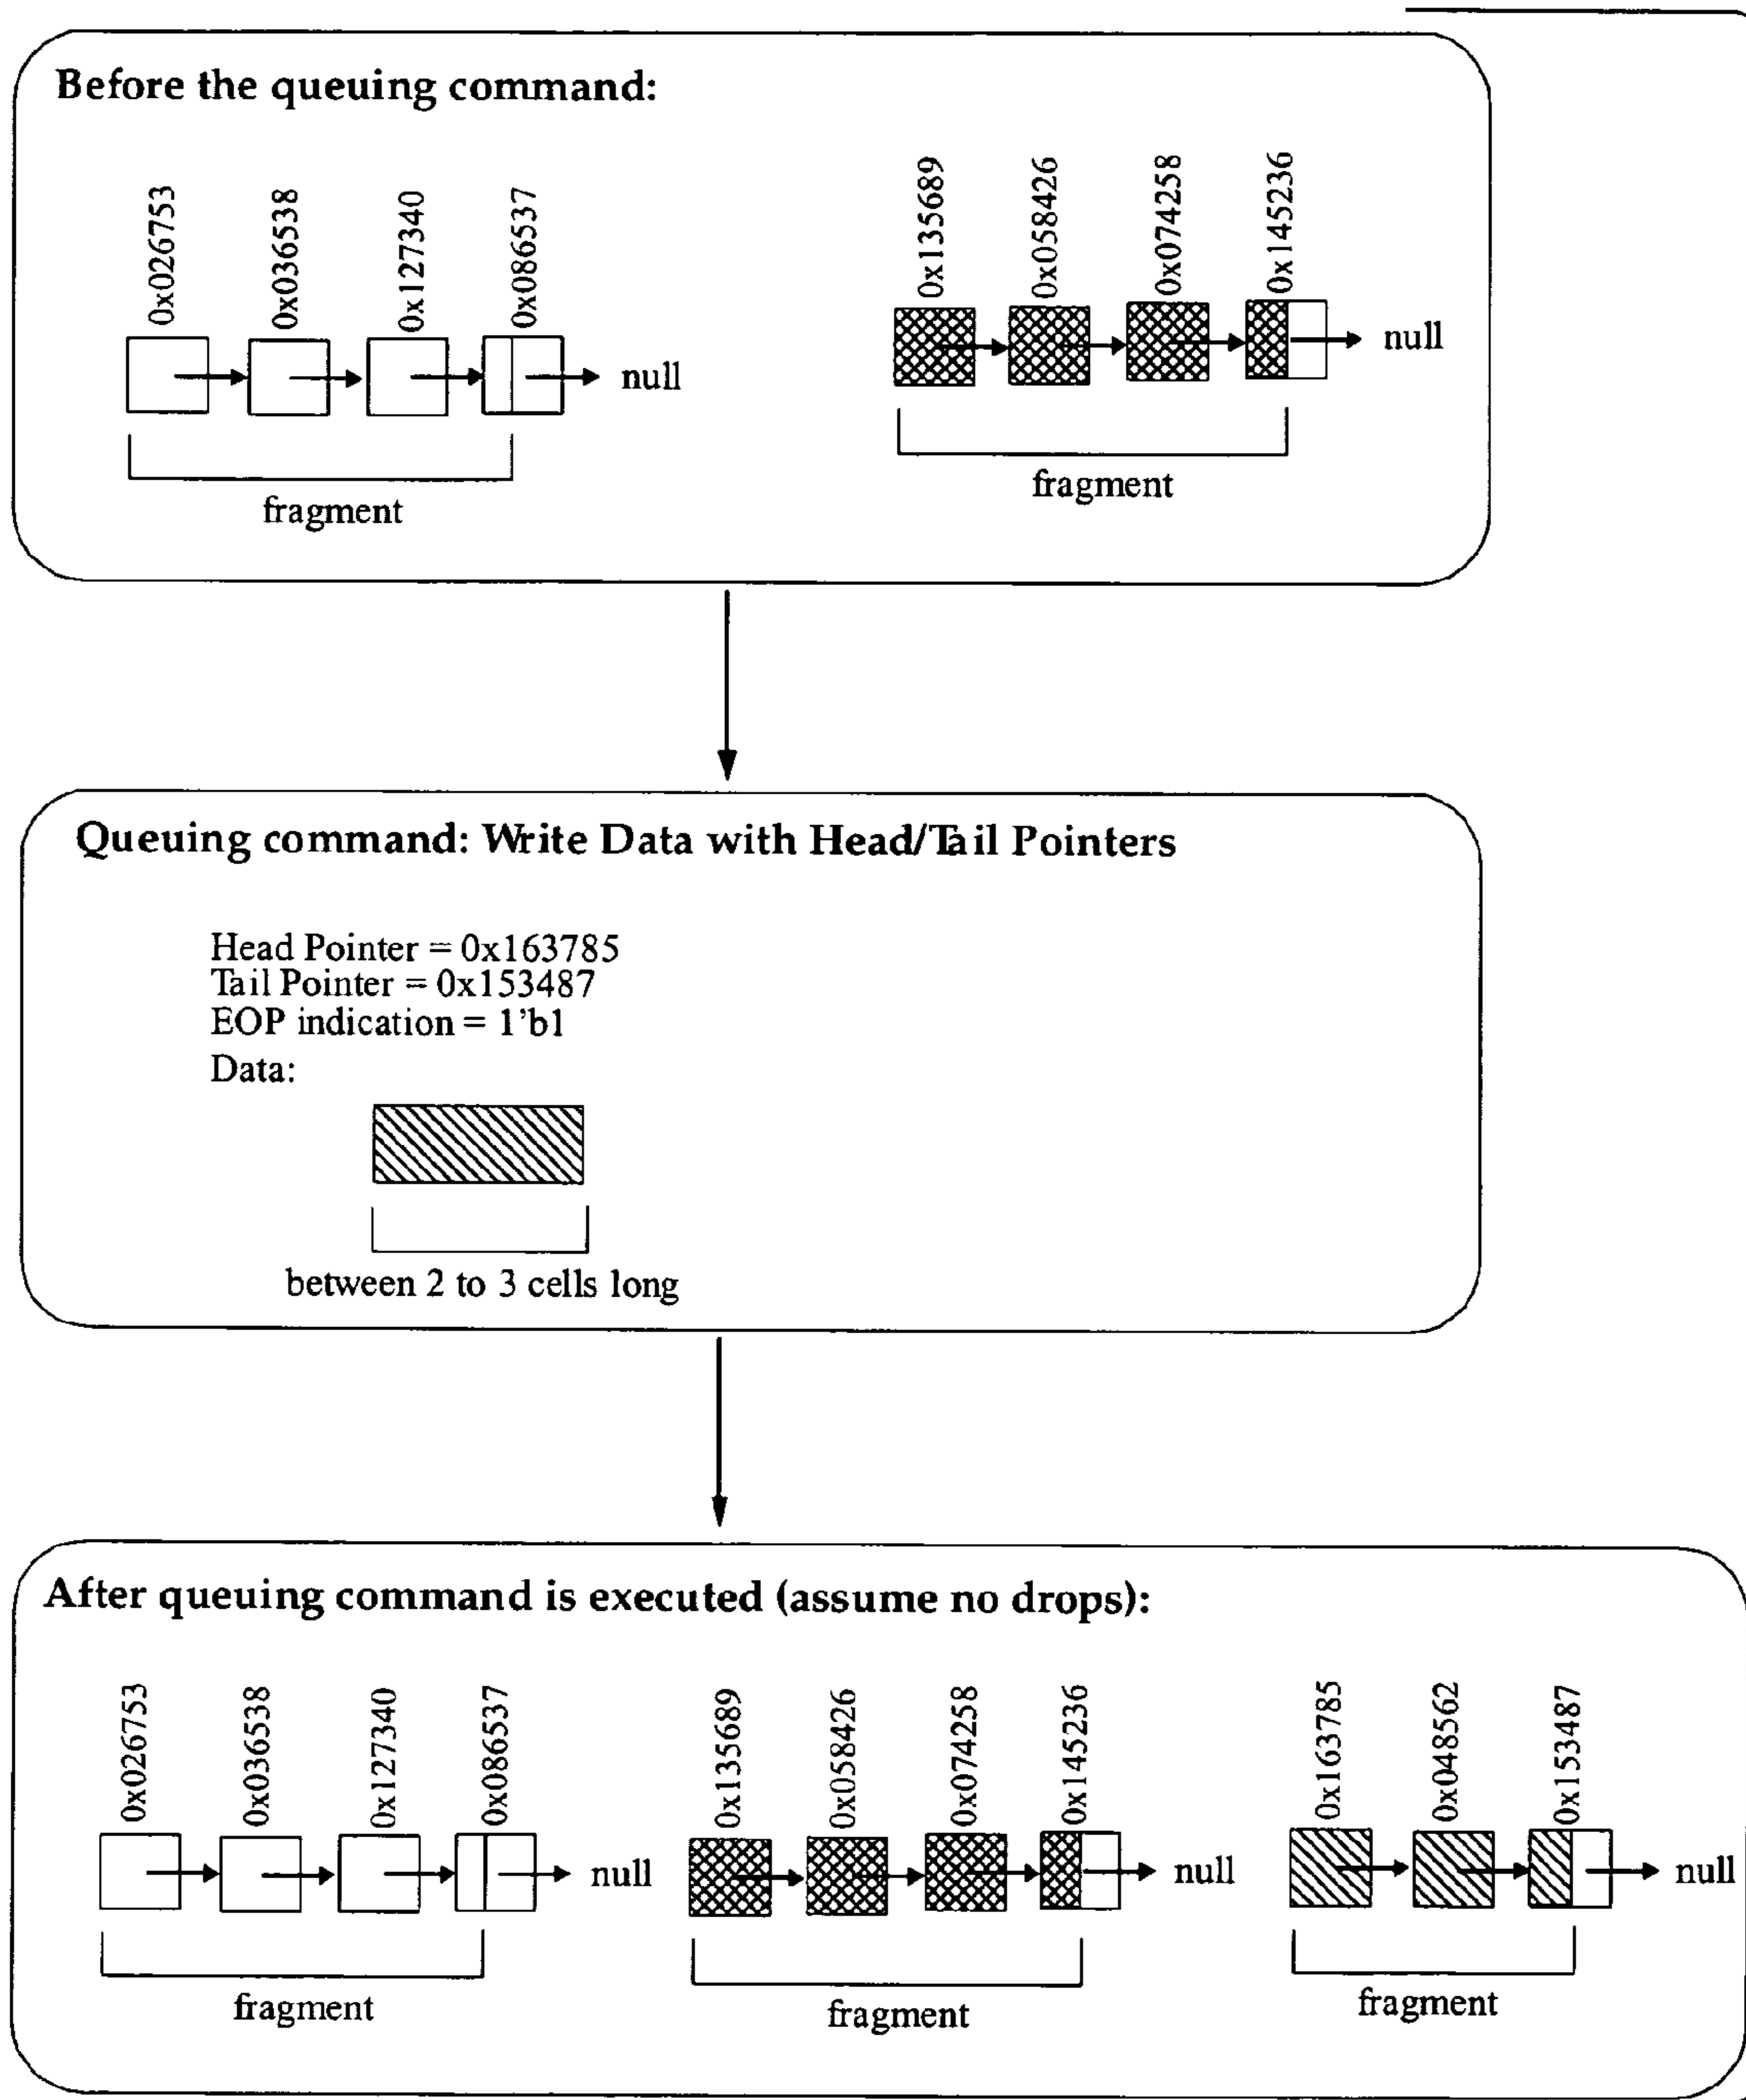 Before the queuing command:
0x026753
0x036538
0x127340
0x086537
null
fragment
0x135689
0x058426
0x074258
0x145236
null
fragment
Queuing command: Write Data with Head/Tail Pointers
Head Pointer = 0x163785
Tail Pointer = 0x153487
EOP indication = 1’b1
Data:
between 2 to 3 cells long
After queuing command is executed (assume no drops):
0x026753
0x036538
0x127340
0x086537
null
fragment
0x135689
0x058426
0x074258
0x145236
null
fragment
0x163785
0x048562
0x153487
null
fragment